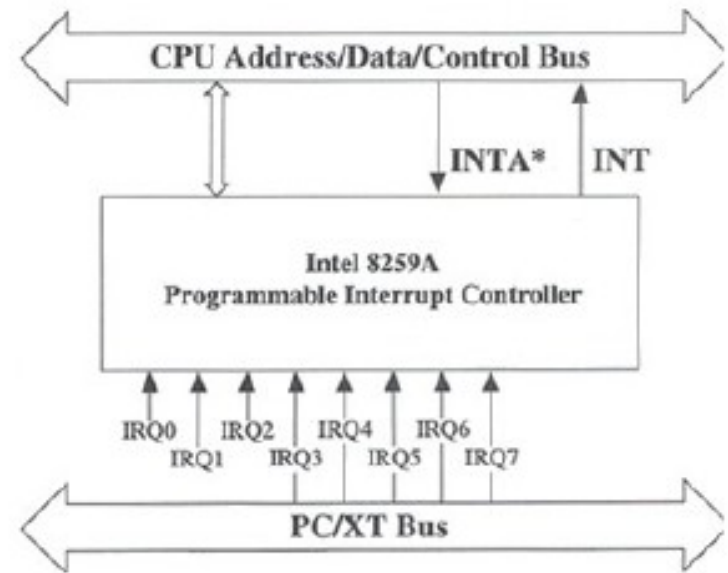 CPU Address/Data/Control Bus
INTA* INT
Intel 8259A
Programmable Interrupt Controller
IRQ0 IRQ2 IRQ4 IRQ6
IRQ1 IRQ3 IRQ5 IRQ7
PC/XT Bus